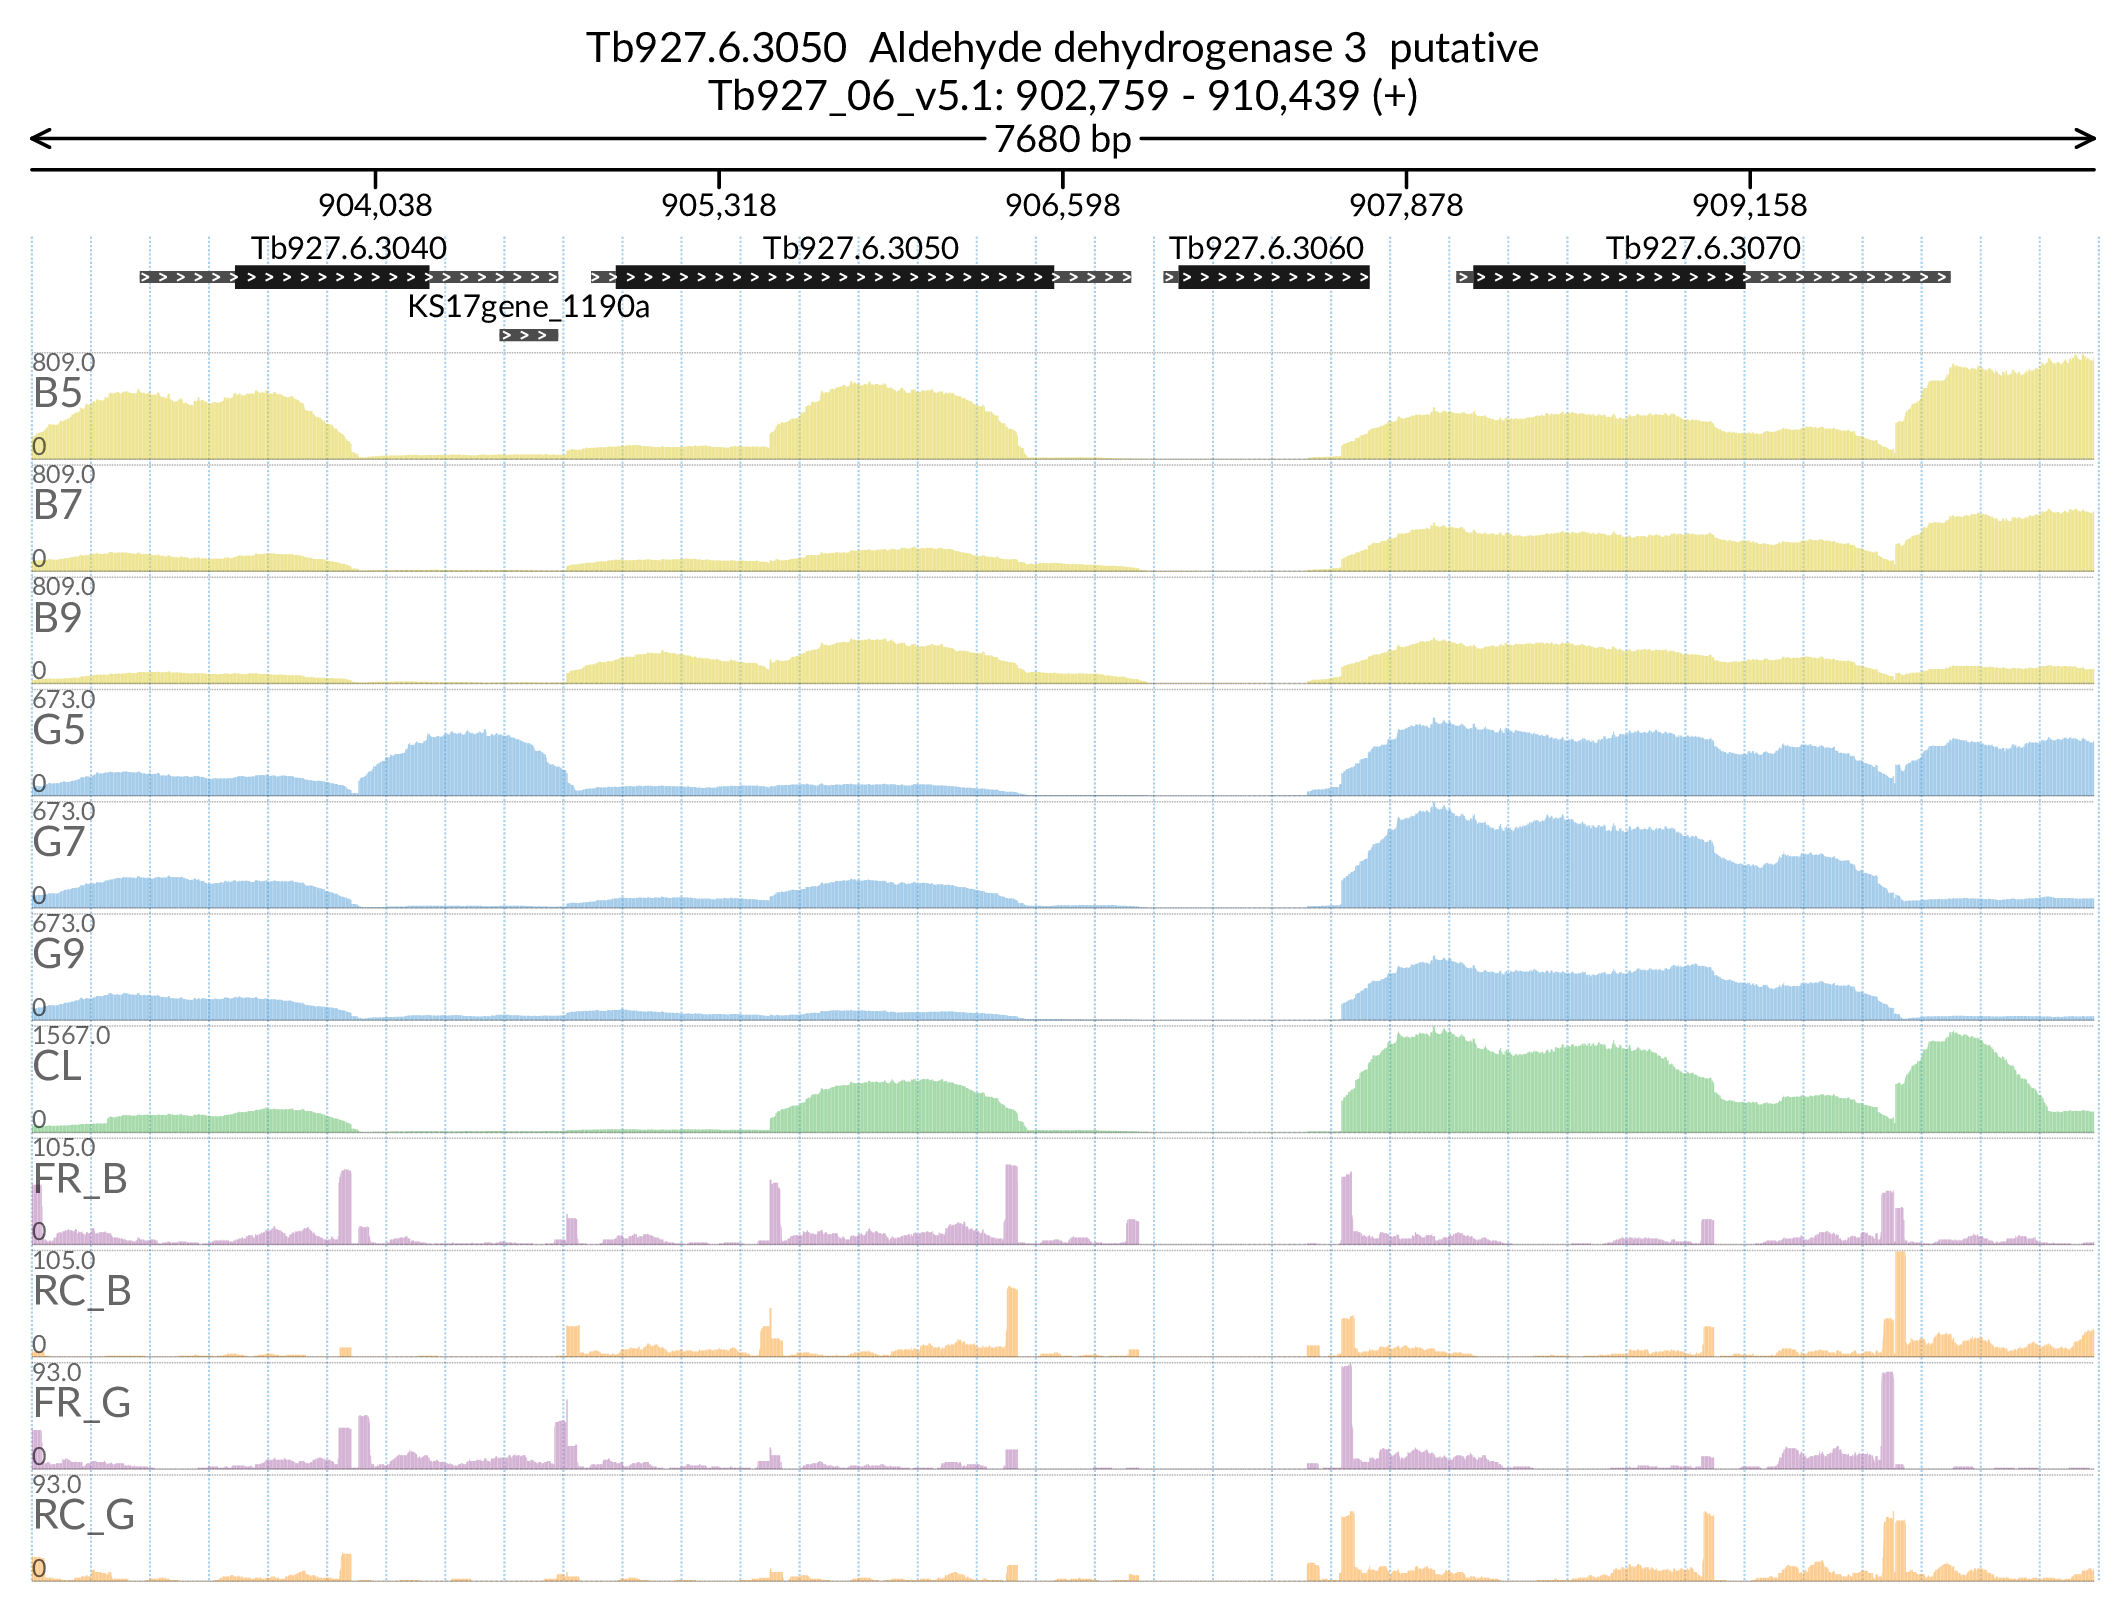 Tb927.6.3050  Aldehyde dehydrogenase 3  putative
Tb927_06_v5.1: 902,759 - 910,439 (+)
7680 bp
904,038 905,318 906,598 907,878 909,158
Tb927.6.3040 Tb927.6.3050 Tb927.6.3060 Tb927.6.3070
KS17gene_1190a
809.0
B5
0
809.0
B7
0
809.0
B9
0
673.0
G5
0
673.0
G7
0
673.0
G9
0
1567.0
CL
0
105.0
FR_B
0
105.0
RC_B
0
93.0
FR_G
0
93.0
RC_G
0